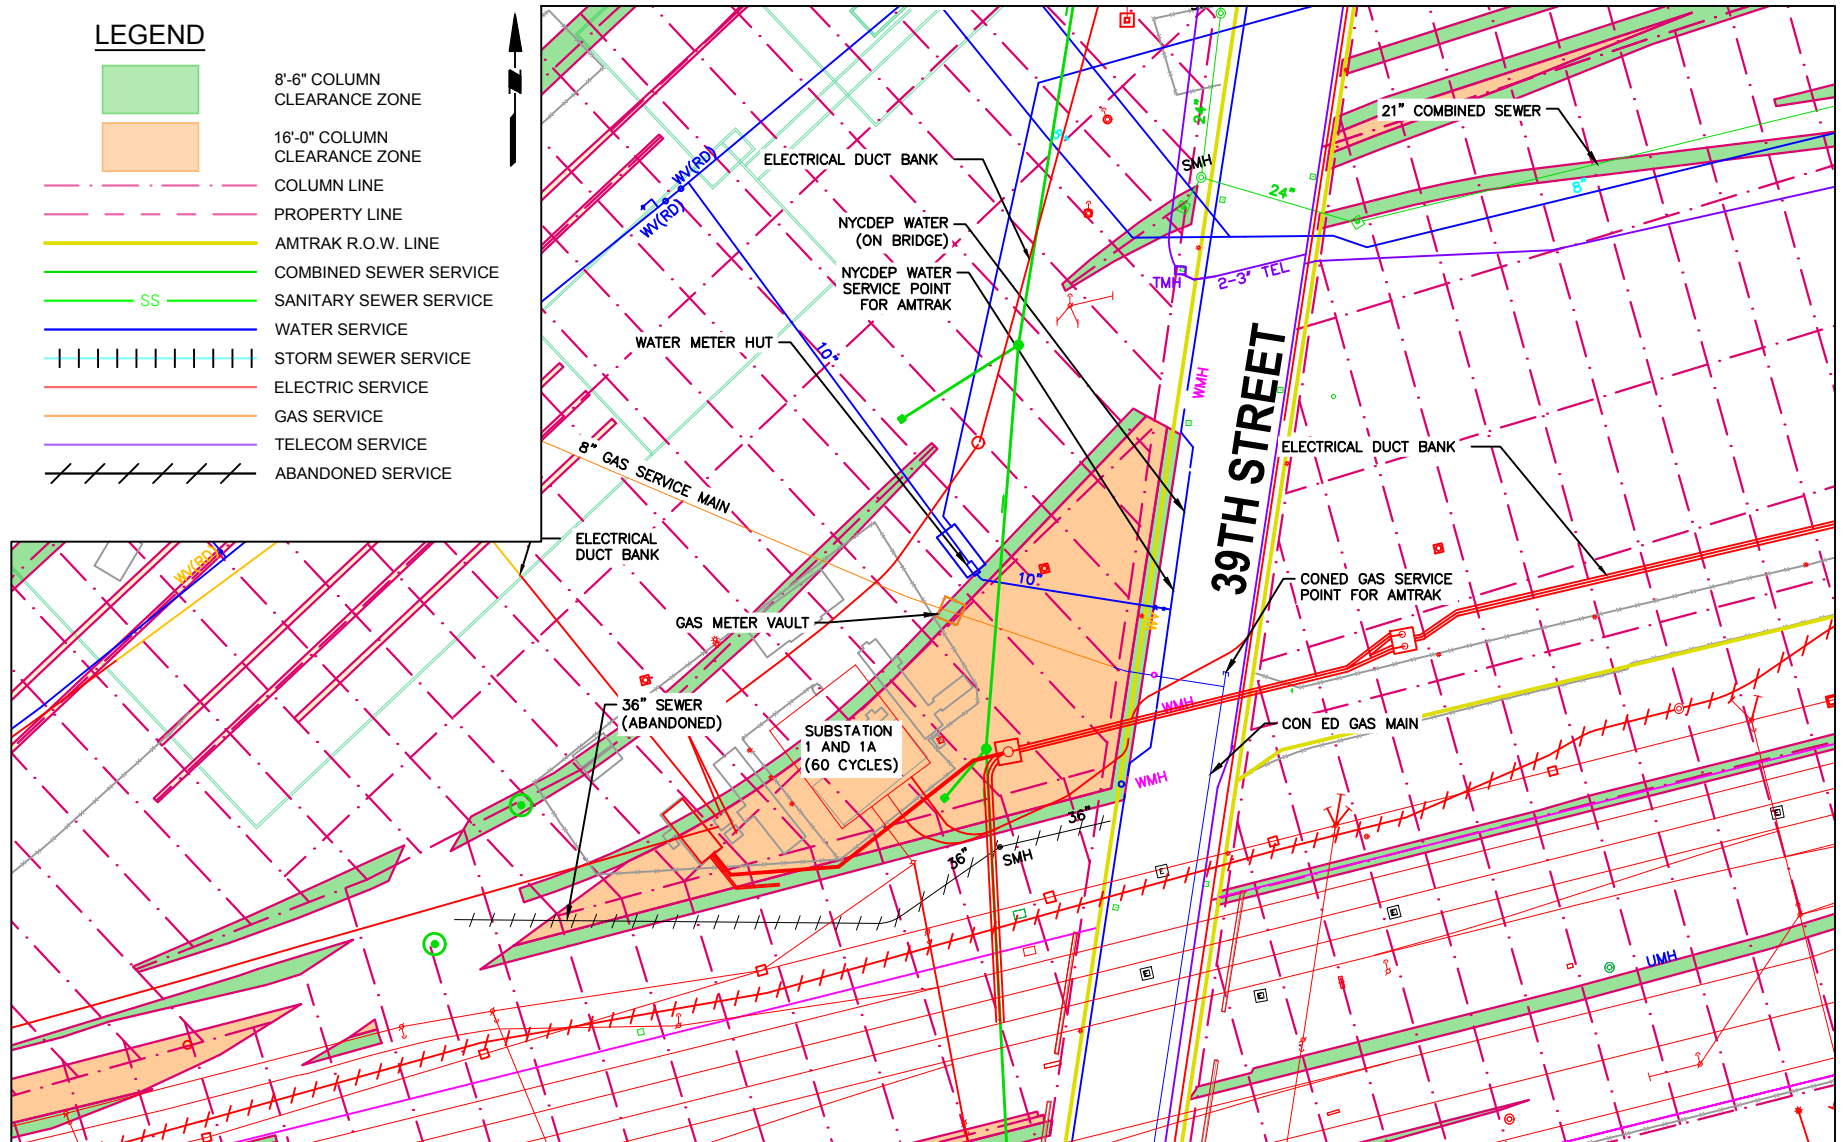 LEGEND
8'-6" COLUMN
CLEARANCE ZONE
16'-0" COLUMN
CLEARANCE ZONE
COLUMN LINE
PROPERTY LINE
AMTRAK R.O.W. LINE
COMBINED SEWER SERVICE
SS
SANITARY SEWER SERVICE
WATER SERVICE
STORM SEWER SERVICE
ELECTRIC SERVICE
GAS SERVICE
TELECOM SERVICE
ABANDONED SERVICE
N
24"
21" COMBINED SEWER
SMH
ELECTRICAL DUCT BANK
WV(RD)
WV(RD)
24"
8"
NYCDEP WATER
(ON BRIDGE)
NYCDEP WATER
SERVICE POINT
FOR AMTRAK
TMH
2-3" TEL
WATER METER HUT
10"
WMH
39TH STREET
ELECTRICAL DUCT BANK
8" GAS SERVICE MAIN
ELECTRICAL
DUCT BANK
WV(RD)
10"
CONED GAS SERVICE
POINT FOR AMTRAK
GAS METER VAULT
WV
36" SEWER
(ABANDONED)
WMH
SUBSTATION
1 AND 1A
(60 CYCLES)
CON ED GAS MAIN
WMH
36"
36"
SMH
E
E
E
E
E
UMH